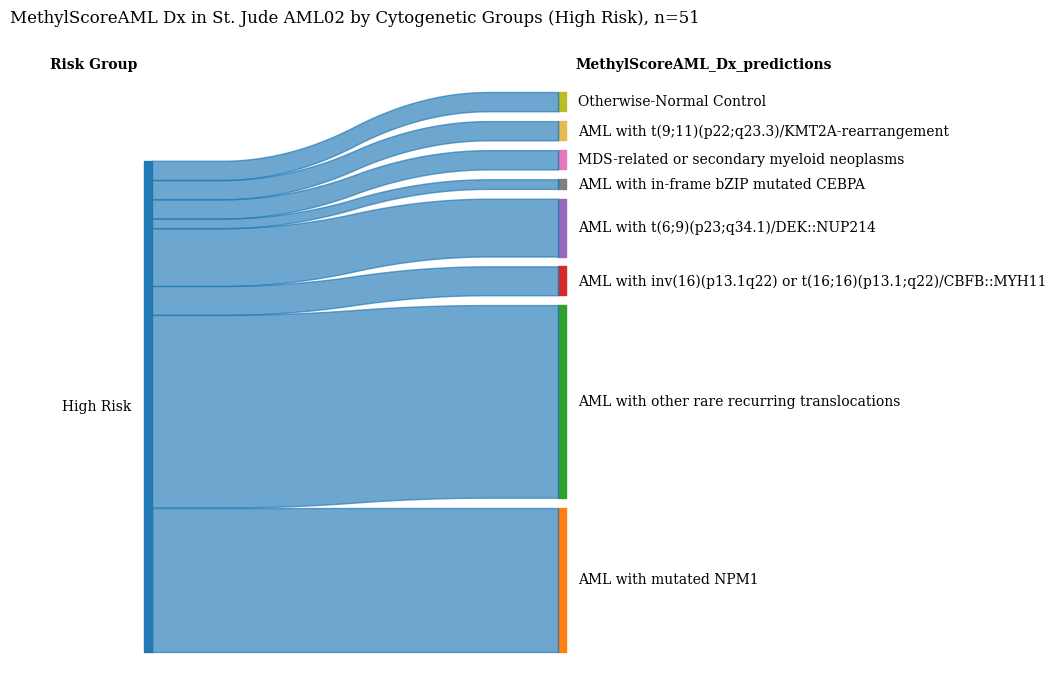 MethylScoreAML Dx in St. Jude AML02 by Cytogenetic Groups (High Risk), n=51
Risk Group
MethylScoreAML_Dx_predictions
Otherwise-Normal Control
AML with t(9;11)(p22;q23.3)/KMT2A-rearrangement
MDS-related or secondary myeloid neoplasms
AML with in-frame bZIP mutated CEBPA
AML with t(6;9)(p23;q34.1)/DEK::NUP214
AML with inv(16)(p13.1q22) or t(16;16)(p13.1;q22)/CBFB::MYH11
High Risk
AML with other rare recurring translocations
AML with mutated NPM1